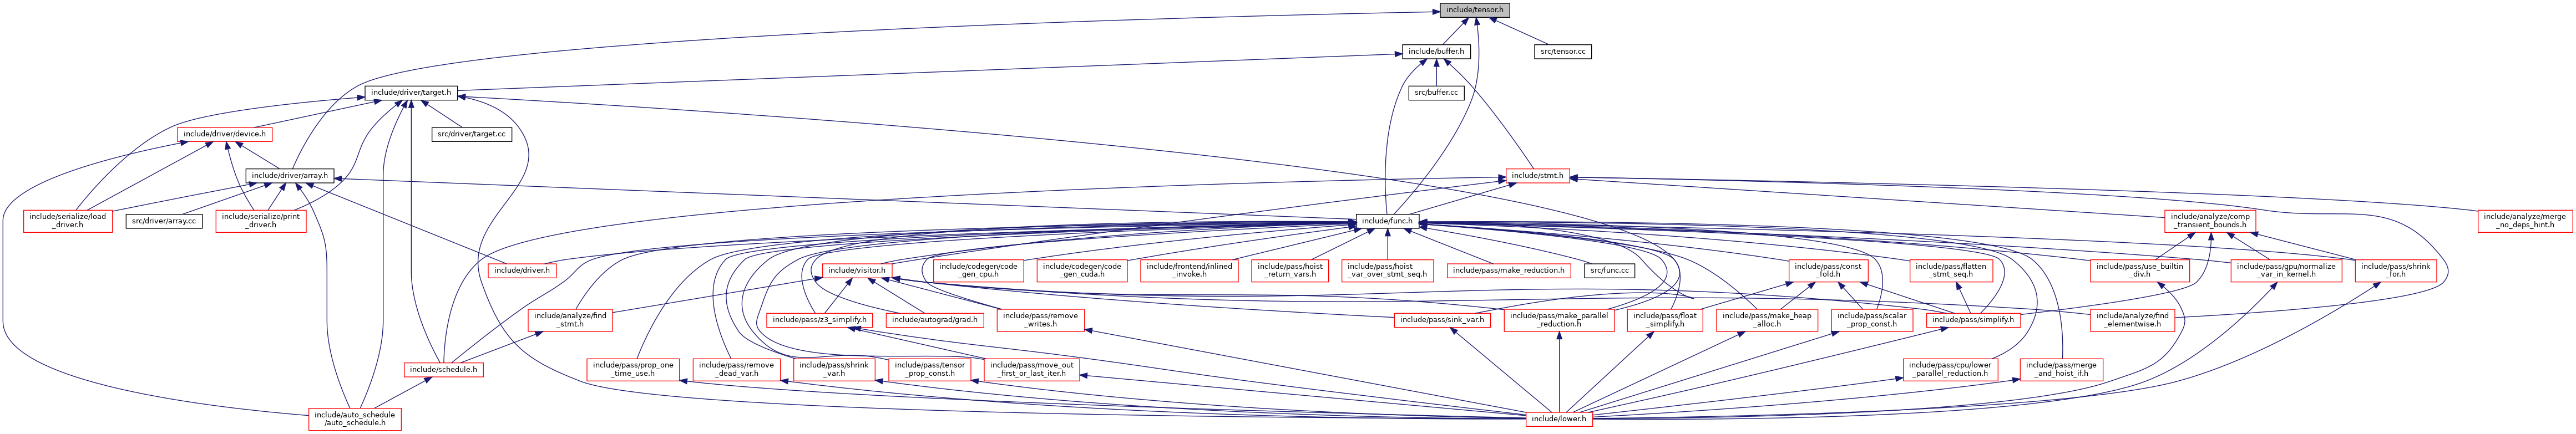 include/tensor.h
include/buffer.h
src/tensor.cc
include/driver/target.h
src/buffer.cc
include/driver/device.h
src/driver/target.cc
include/driver/array.h
include/stmt.h
include/serialize/load
_driver.h
src/driver/array.cc
include/serialize/print
_driver.h
include/func.h
include/analyze/comp
_transient_bounds.h
include/analyze/merge
_no_deps_hint.h
include/driver.h
include/visitor.h
include/codegen/code
_gen_cpu.h
include/codegen/code
_gen_cuda.h
include/frontend/inlined
_invoke.h
include/pass/hoist
_return_vars.h
include/pass/hoist
_var_over_stmt_seq.h
include/pass/make_reduction.h
src/func.cc
include/pass/const
_fold.h
include/pass/flatten
_stmt_seq.h
include/pass/use_builtin
_div.h
include/pass/gpu/normalize
_var_in_kernel.h
include/pass/shrink
_for.h
include/analyze/find
_stmt.h
include/pass/z3_simplify.h
include/autograd/grad.h
include/pass/remove
_writes.h
include/pass/sink_var.h
include/pass/make_parallel
_reduction.h
include/pass/float
_simplify.h
include/pass/make_heap
_alloc.h
include/pass/scalar
_prop_const.h
include/pass/simplify.h
include/analyze/find
_elementwise.h
include/schedule.h
include/pass/prop_one
_time_use.h
include/pass/remove
_dead_var.h
include/pass/shrink
_var.h
include/pass/tensor
_prop_const.h
include/pass/move_out
_first_or_last_iter.h
include/pass/cpu/lower
_parallel_reduction.h
include/pass/merge
_and_hoist_if.h
include/auto_schedule
/auto_schedule.h
include/lower.h